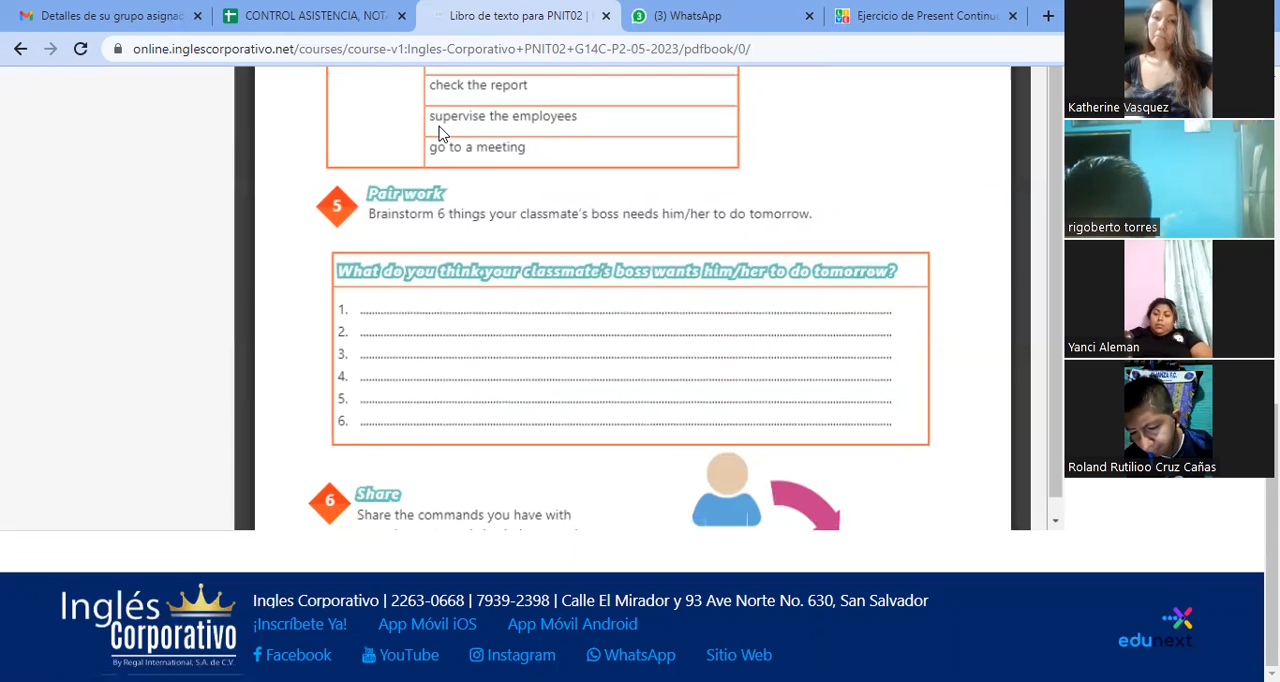 Detalles de su grupo asignad
CONTROL ASISTENCIA, NOTA
Libro de texto para PNIT02 | 
(3) WhatsApp
Ejercicio de Present Continu
online.inglescorporativo.net/courses/course-v1:Ingles-Corporativo+PNIT02+G14C-P2-05-2023/pdfbook/0/
check the report
supervise the employees
go to a meeting
5
Pair work
Brainstorm 6 things your classmate's boss needs him/her to do tomorrow.
What do you think your classmate's boss wants him/her to do tomorrow?
1.
2.
3.
4.
5.
6.
6
Share
Share the commands you have with
Katherine Vasquez
rigoberto torres
Yanci Aleman
Roland Rutilioo Cruz Cañas
Inglés
Corporativo
By Regal International, S.A. de C.V.
Ingles Corporativo | 2263-0668 | 7939-2398 | Calle El Mirador y 93 Ave Norte No. 630, San Salvador
¡Inscríbete Ya! App Móvil iOS App Móvil Android
Facebook YouTube Instagram WhatsApp Sitio Web
edunext